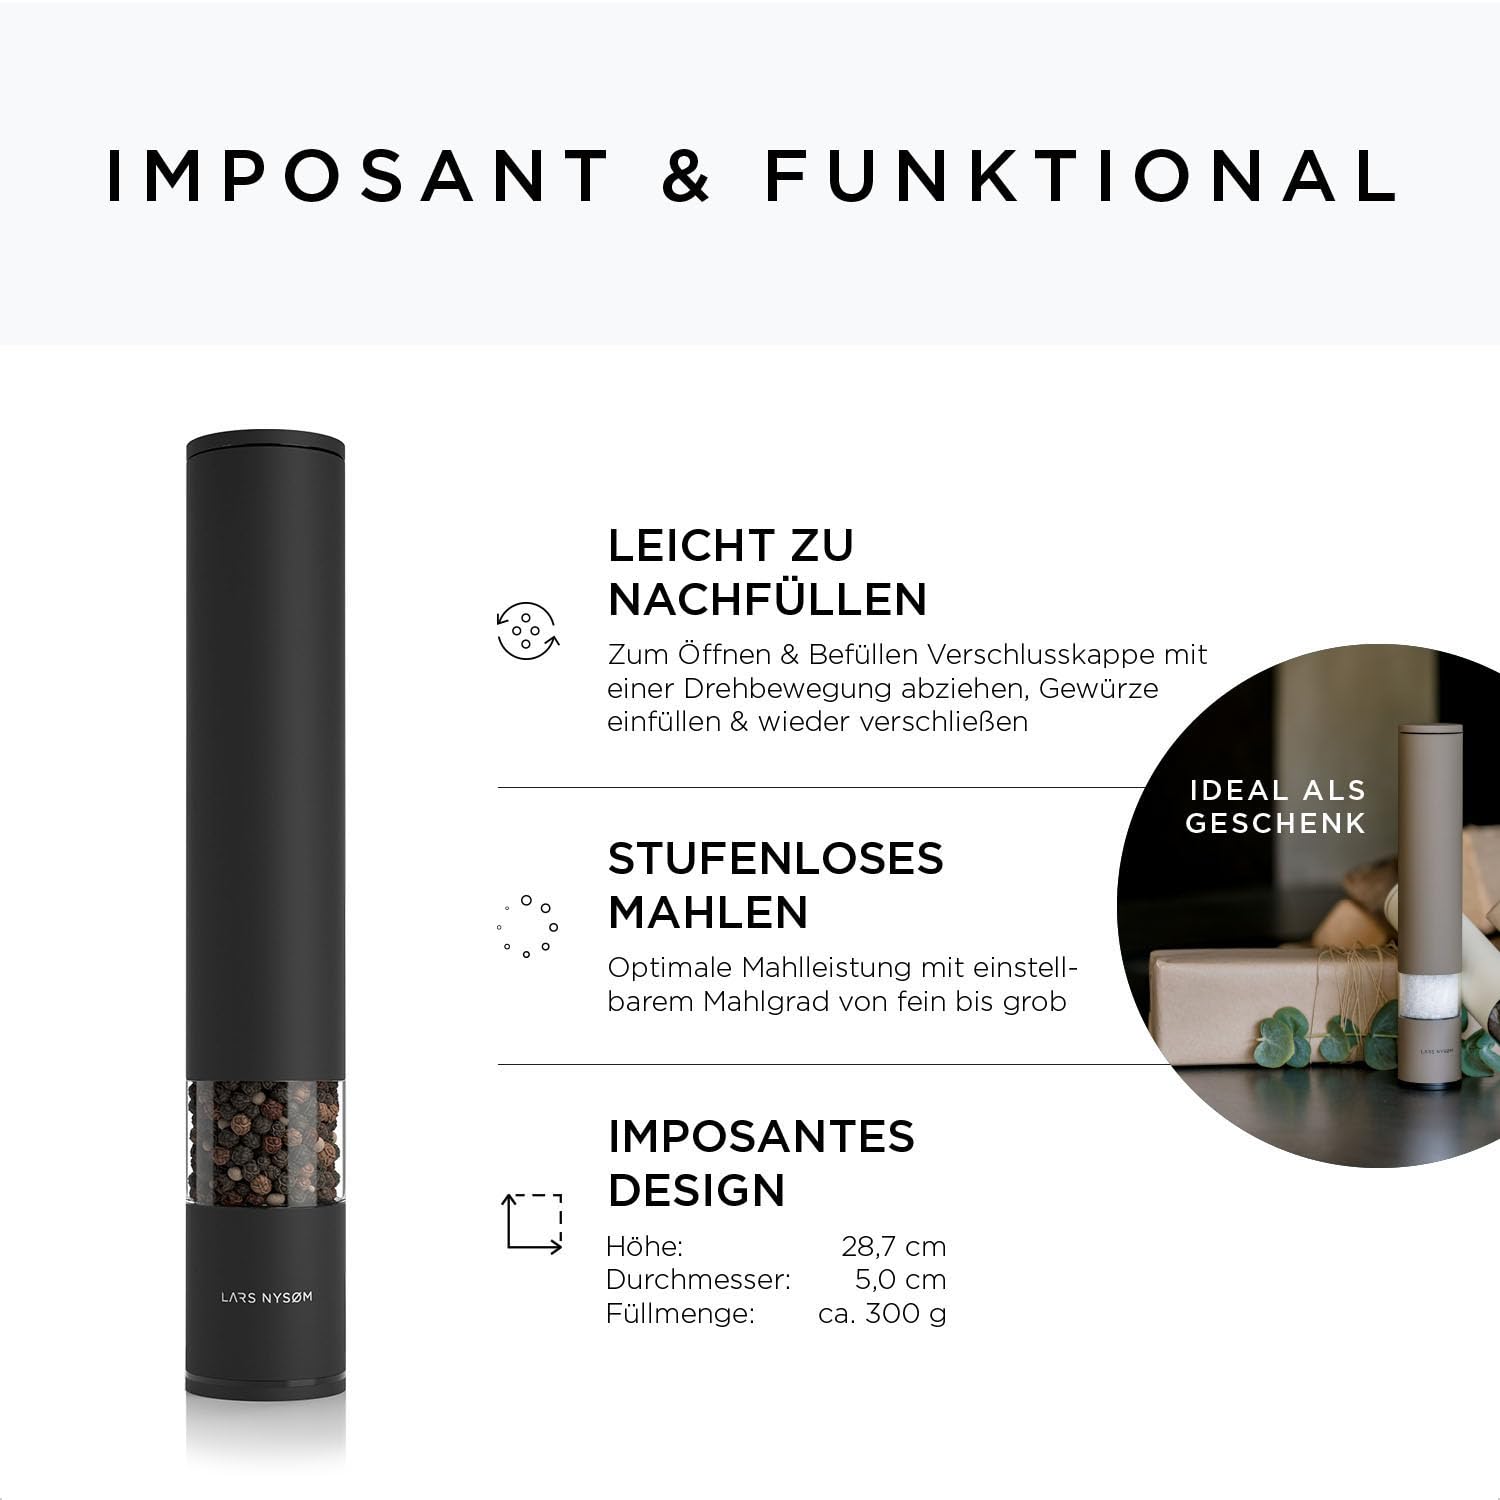 IMPOSANT & FUNKTIONAL
LEICHT ZU
NACHFÜLLEN
Zum Öffnen & Befüllen Verschlusskappe mit
einer Drehbewegung abziehen, Gewürze
einfüllen & wieder verschließen
IDEAL ALS
GESCHENK
STUFENLOSES
MAHLEN
Optimale Mahlleistung mit einstell-
barem Mahlgrad von fein bis grob
LARS NYSØM
IMPOSANTES
DESIGN
Höhe: 28,7 cm
Durchmesser: 5,0 cm
Füllmenge: ca. 300 g
LARS NYSØM